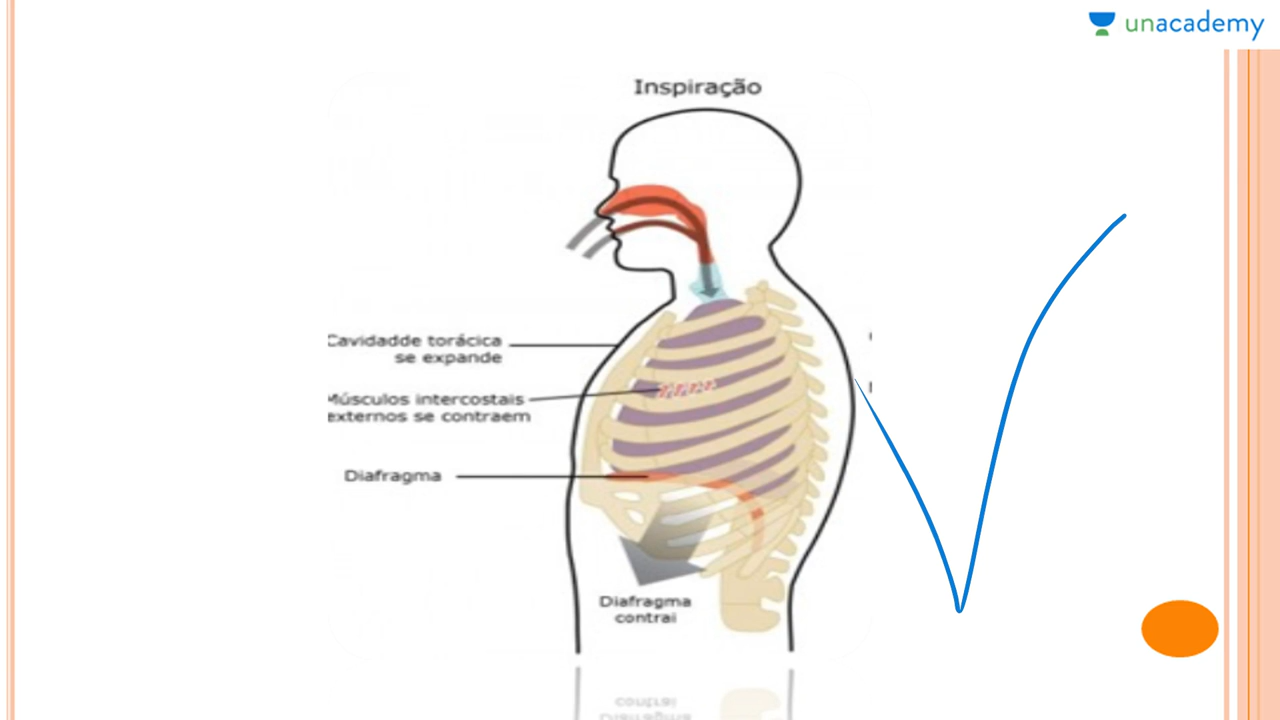 unacademy
Inspiração
Cavidadde torácica
se expande
Músculos intercostais
externos se contraem
Diafragma
Diafragma
contrai